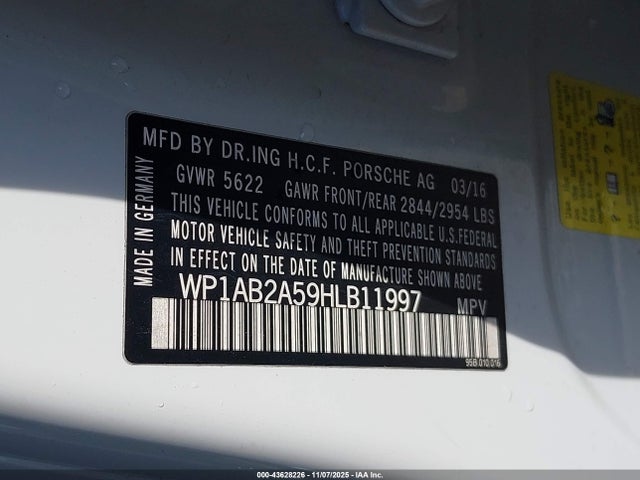 MFD BY DR.ING H.C.F. PORSCHE AG 03/16
GVWR 5622 GAWR FRONT/REAR 2844/2954 LBS
THIS VEHICLE CONFORMS TO ALL APPLICABLE U.S.FEDERAL
MOTOR VEHICLE SAFETY AND THEFT PREVENTION STANDARDS
IN EFFECT ON THE DATE OF MANUFACTURE SHOWN ABOVE
WP1AB2A59HLB11997 MPV
MADE IN GERMANY
95B.010.016
000-43628226 - 11/07/2025 - IAA Inc.